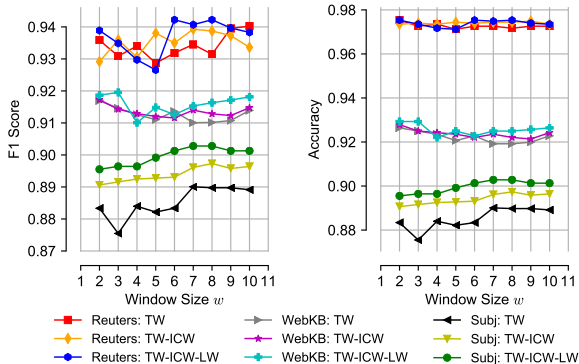 F1 Score
0.94
0.93
0.92
0.91
0.90
0.89
0.88
0.87
1 2 3 4 5 6 7 8 9 10 11
Window Size w
Accuracy
0.98
0.96
0.94
0.92
0.90
0.88
1 2 3 4 5 6 7 8 9 10 11
Window Size w
Reuters: TW
Reuters: TW-ICW
Reuters: TW-ICW-LW
WebKB: TW
WebKB: TW-ICW
WebKB: TW-ICW-LW
Subj: TW
Subj: TW-ICW
Subj: TW-ICW-LW